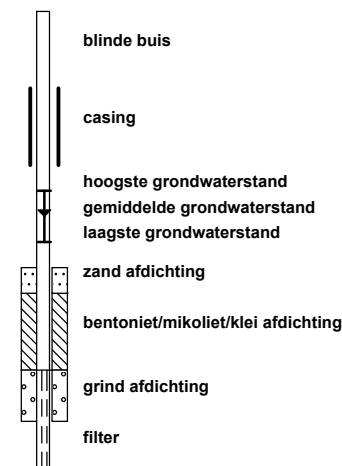 blinde buis
casing
hoogste grondwaterstand
gemiddelde grondwaterstand
laagste grondwaterstand
zand afdichting
bentoniet/mikoliet/klei afdichting
grind afdichting
filter